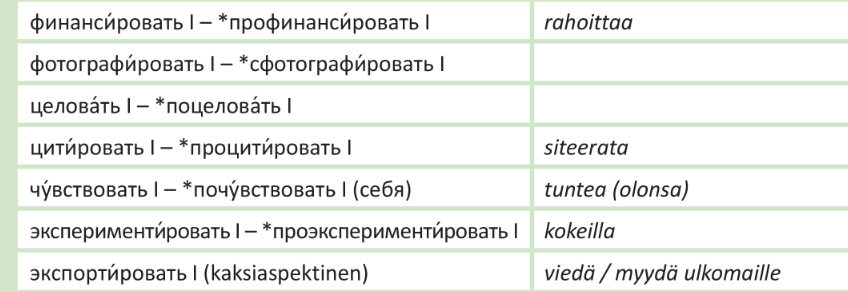 финанси́ровать I – *профинанси́ровать I rahoittaa
фотографи́ровать I – *сфотографи́ровать I
целова́ть I – *поцелова́ть I
цити́ровать I – *процити́ровать I siteerata
чу́вствовать I – *почу́вствовать I (себя) tuntea (olonsa)
эксперименти́ровать I – *проэксперименти́ровать I kokeilla
экспорти́ровать I (kaksiaspektinen) viedä / myydä ulkomaille